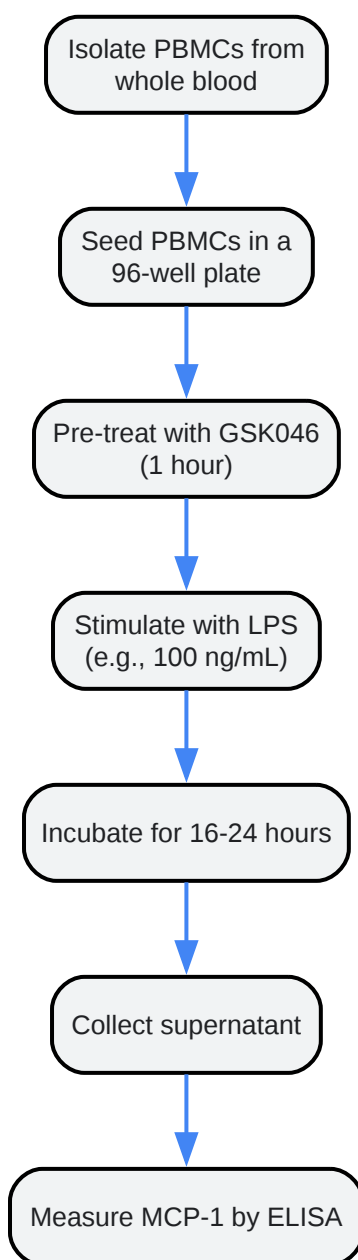 Isolate PBMCs from
whole blood
Seed PBMCs in a
96-well plate
Pre-treat with GSK046
(1 hour)
Stimulate with LPS
(e.g., 100 ng/mL)
Incubate for 16-24 hours
Collect supernatant
Measure MCP-1 by ELISA